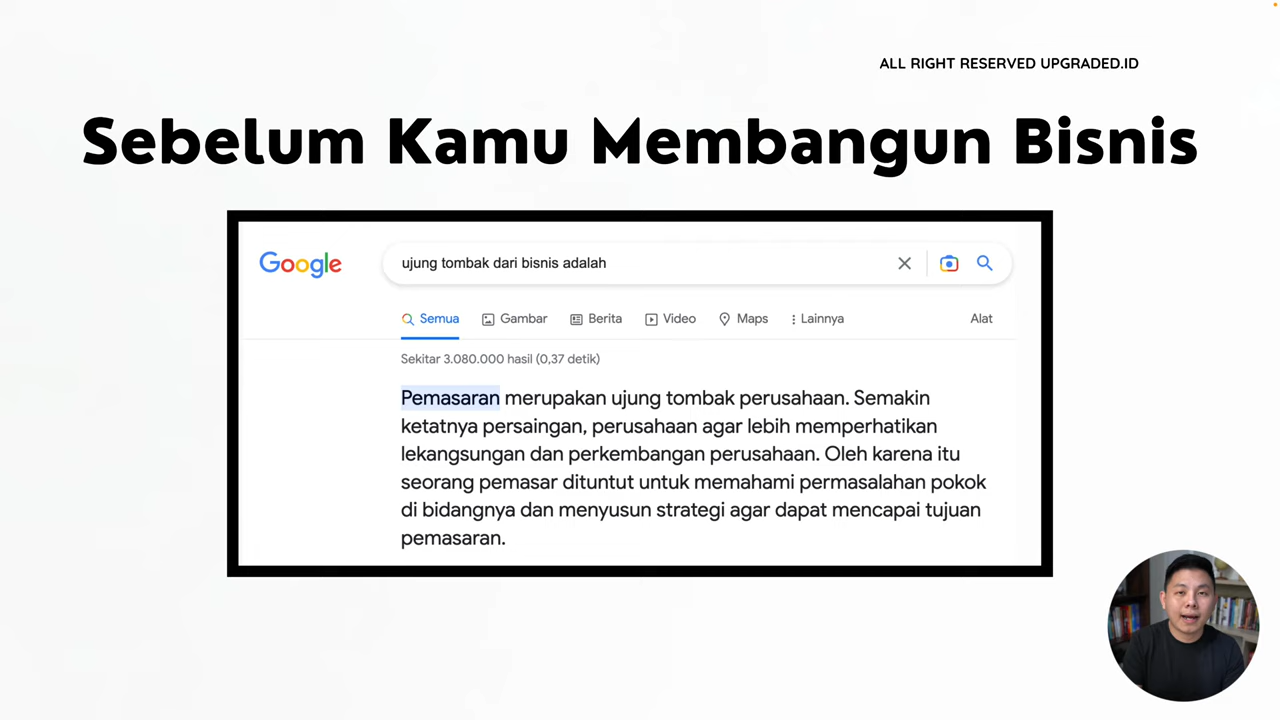 ALL RIGHT RESERVED UPGRADED.ID
Sebelum Kamu Membangun Bisnis
Google
ujung tombak dari bisnis adalah
Semua Gambar Berita Video Maps Lainnya Alat
Sekitar 3.080.000 hasil (0,37 detik)
Pemasaran merupakan ujung tombak perusahaan. Semakin
ketatnya persaingan, perusahaan agar lebih memperhatikan
lekangsungan dan perkembangan perusahaan. Oleh karena itu
seorang pemasar dituntut untuk memahami permasalahan pokok
di bidangnya dan menyusun strategi agar dapat mencapai tujuan
pemasaran.